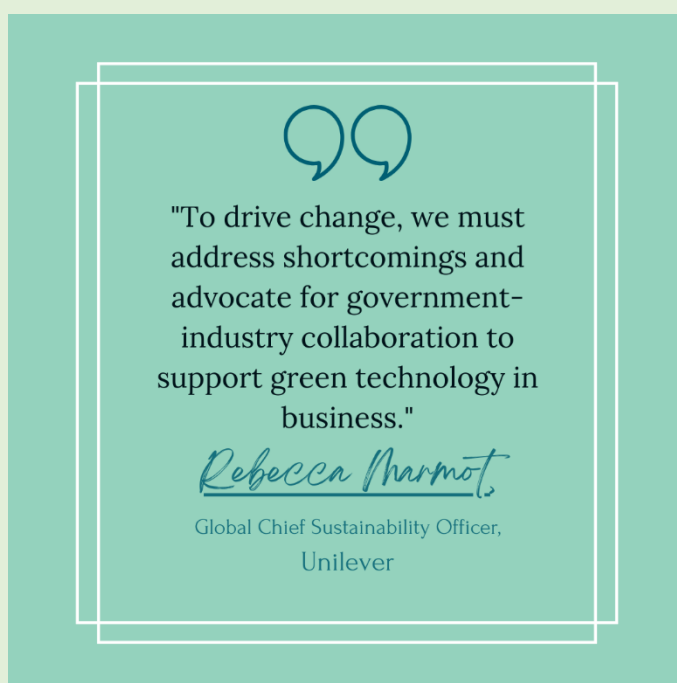 "To drive change, we must
address shortcomings and
advocate for government-
industry collaboration to
support green technology in
business."
Rebecca Marmot,
Global Chief Sustainability Officer,
Unilever